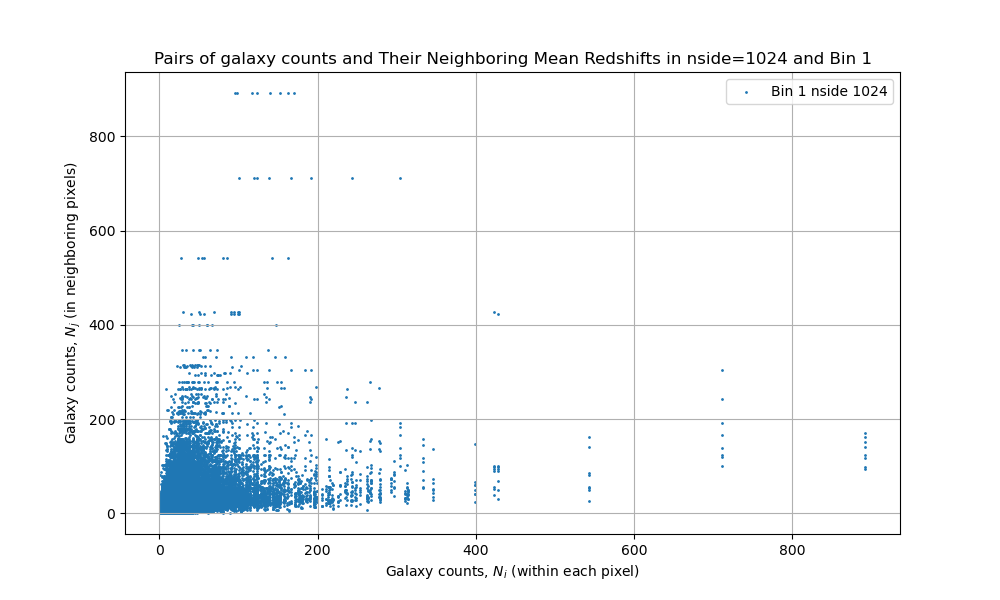 Pairs of galaxy counts and Their Neighboring Mean Redshifts in nside=1024 and Bin 1
Bin 1 nside 1024
Galaxy counts, $N_j$ (in neighboring pixels)
800
600
400
200
0
0 200 400 600 800
Galaxy counts, $N_i$ (within each pixel)